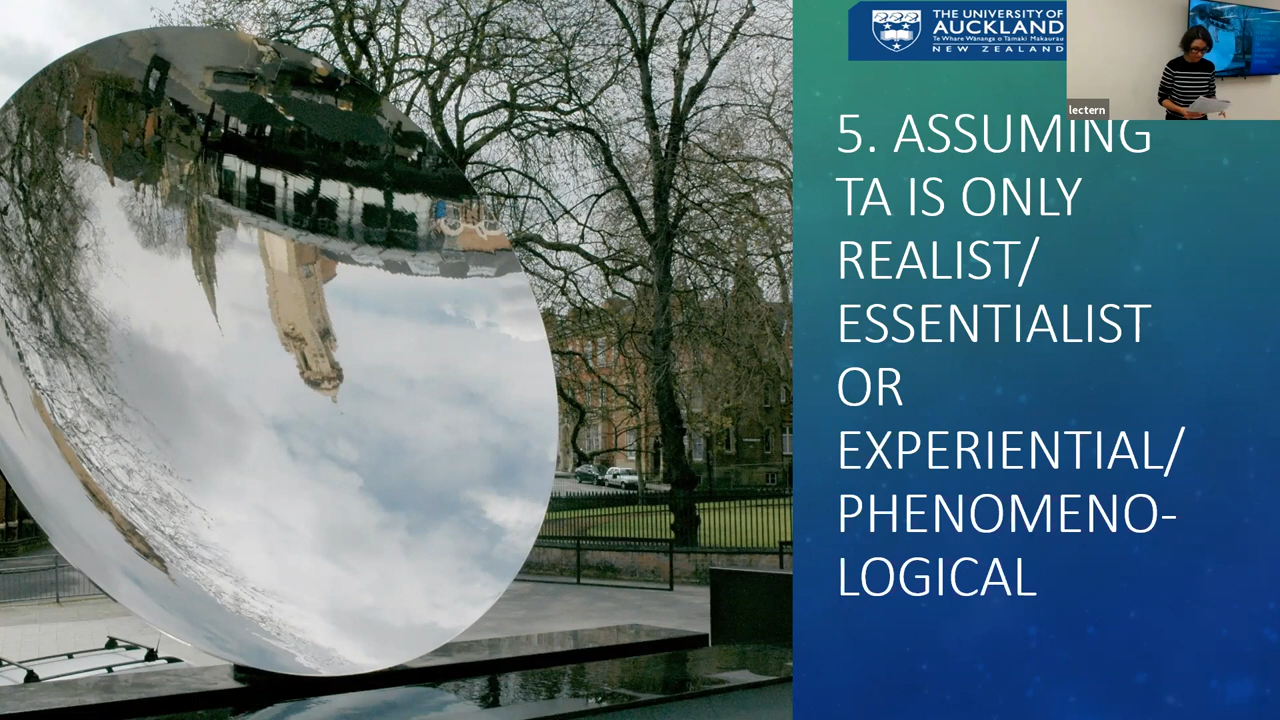 THE UNIVERSITY OF
AUCKLAND
Te Whare Wānanga o Tāmaki Makaurau
NEW ZEALAND
lectern
5. ASSUMING
TA IS ONLY
REALIST/
ESSENTIALIST
OR
EXPERIENTIAL/
PHENOMENO-
LOGICAL